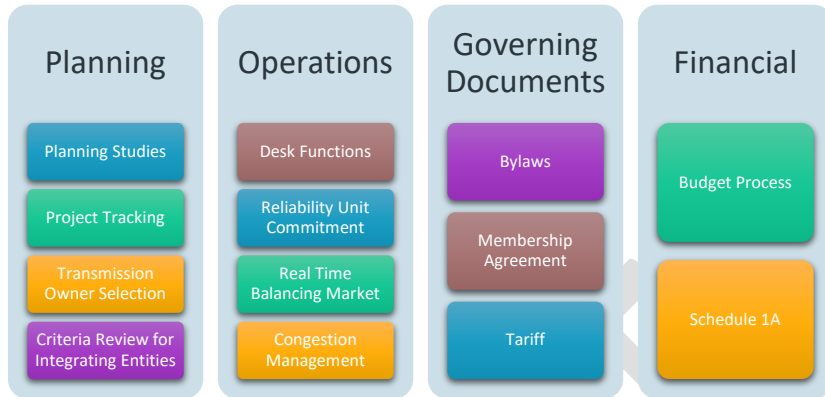 Planning
Planning Studies
Project Tracking
Transmission
Owner Selection
Criteria Review for
Integrating Entities
Operations
Desk Functions
Reliability Unit
Commitment
Real Time
Balancing Market
Congestion
Management
Governing
Documents
Bylaws
Membership
Agreement
Tariff
Financial
Budget Process
Schedule 1A